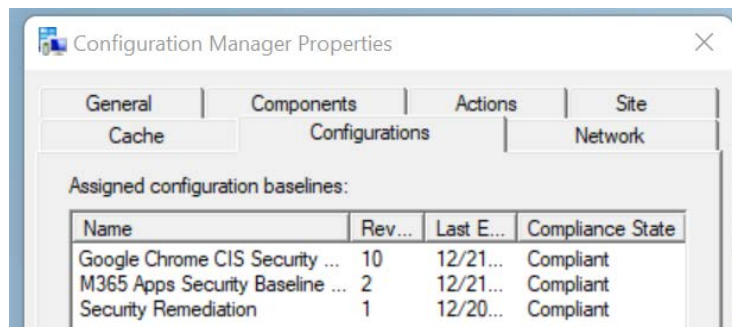 Configuration Manager Properties
General Components Actions Site
Cache Configurations Network
Assigned configuration baselines:
Name Rev... Last E... Compliance State
Google Chrome CIS Security ... 10 12/21... Compliant
M365 Apps Security Baseline ... 2 12/21... Compliant
Security Remediation 1 12/20... Compliant